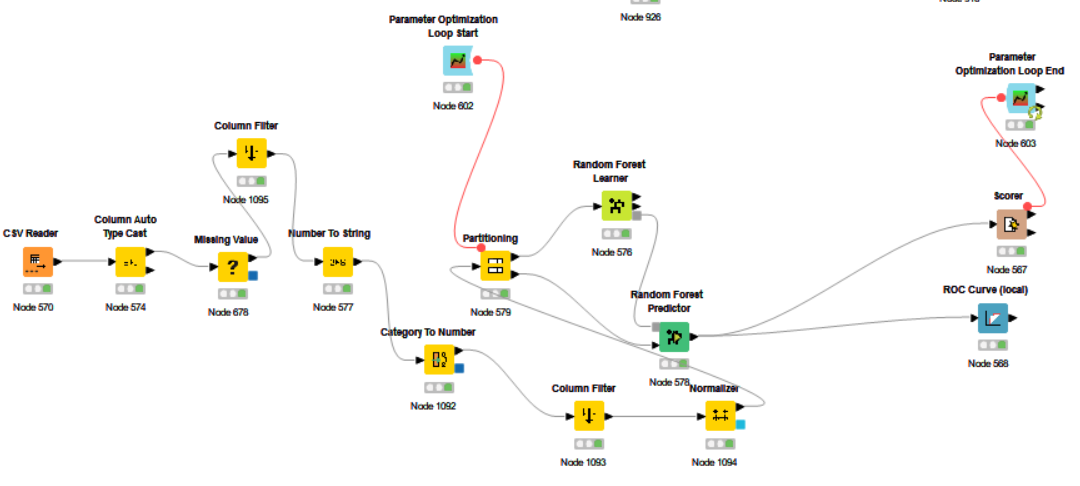 Node 926
Parameter Optimization
Loop Start
Node 602
Parameter
Optimization Loop End
Node 603
Column Filter
Node 1095
Random Forest
Learner
Node 576
Scorer
Node 567
CSV Reader
Node 570
Column Auto
Type Cast
Node 574
Missing Value
Node 678
Number To String
Node 577
Partitioning
Node 579
Random Forest
Predictor
Node 578
ROC Curve (local)
Node 568
Category To Number
Node 1092
Column Filter
Node 1093
Normalizer
Node 1094